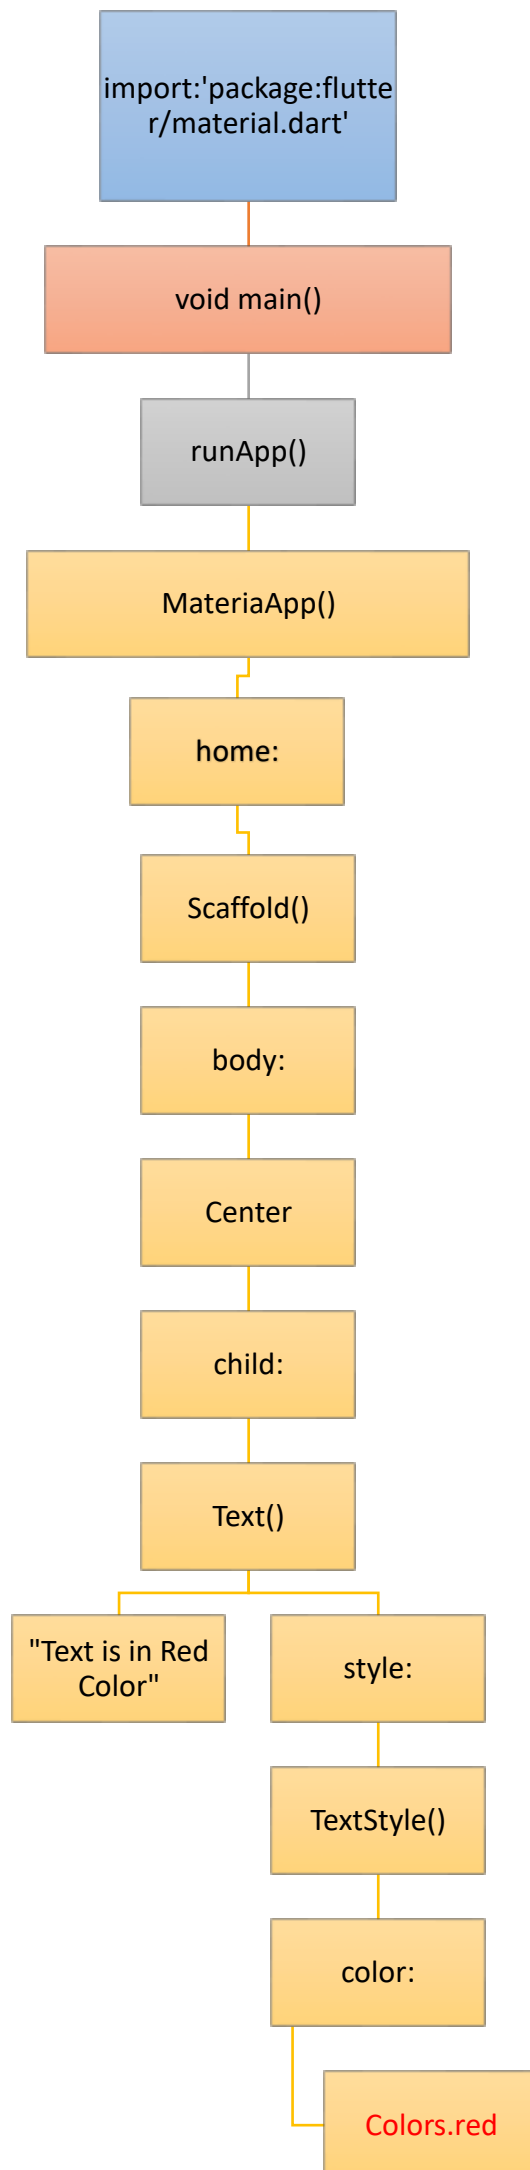 import:'package:flutte
r/material.dart'
void main()
runApp()
MateriaApp()
home:
Scaffold()
body:
Center
child:
Text()
"Text is in Red
Color"
style:
TextStyle()
color:
Colors.red